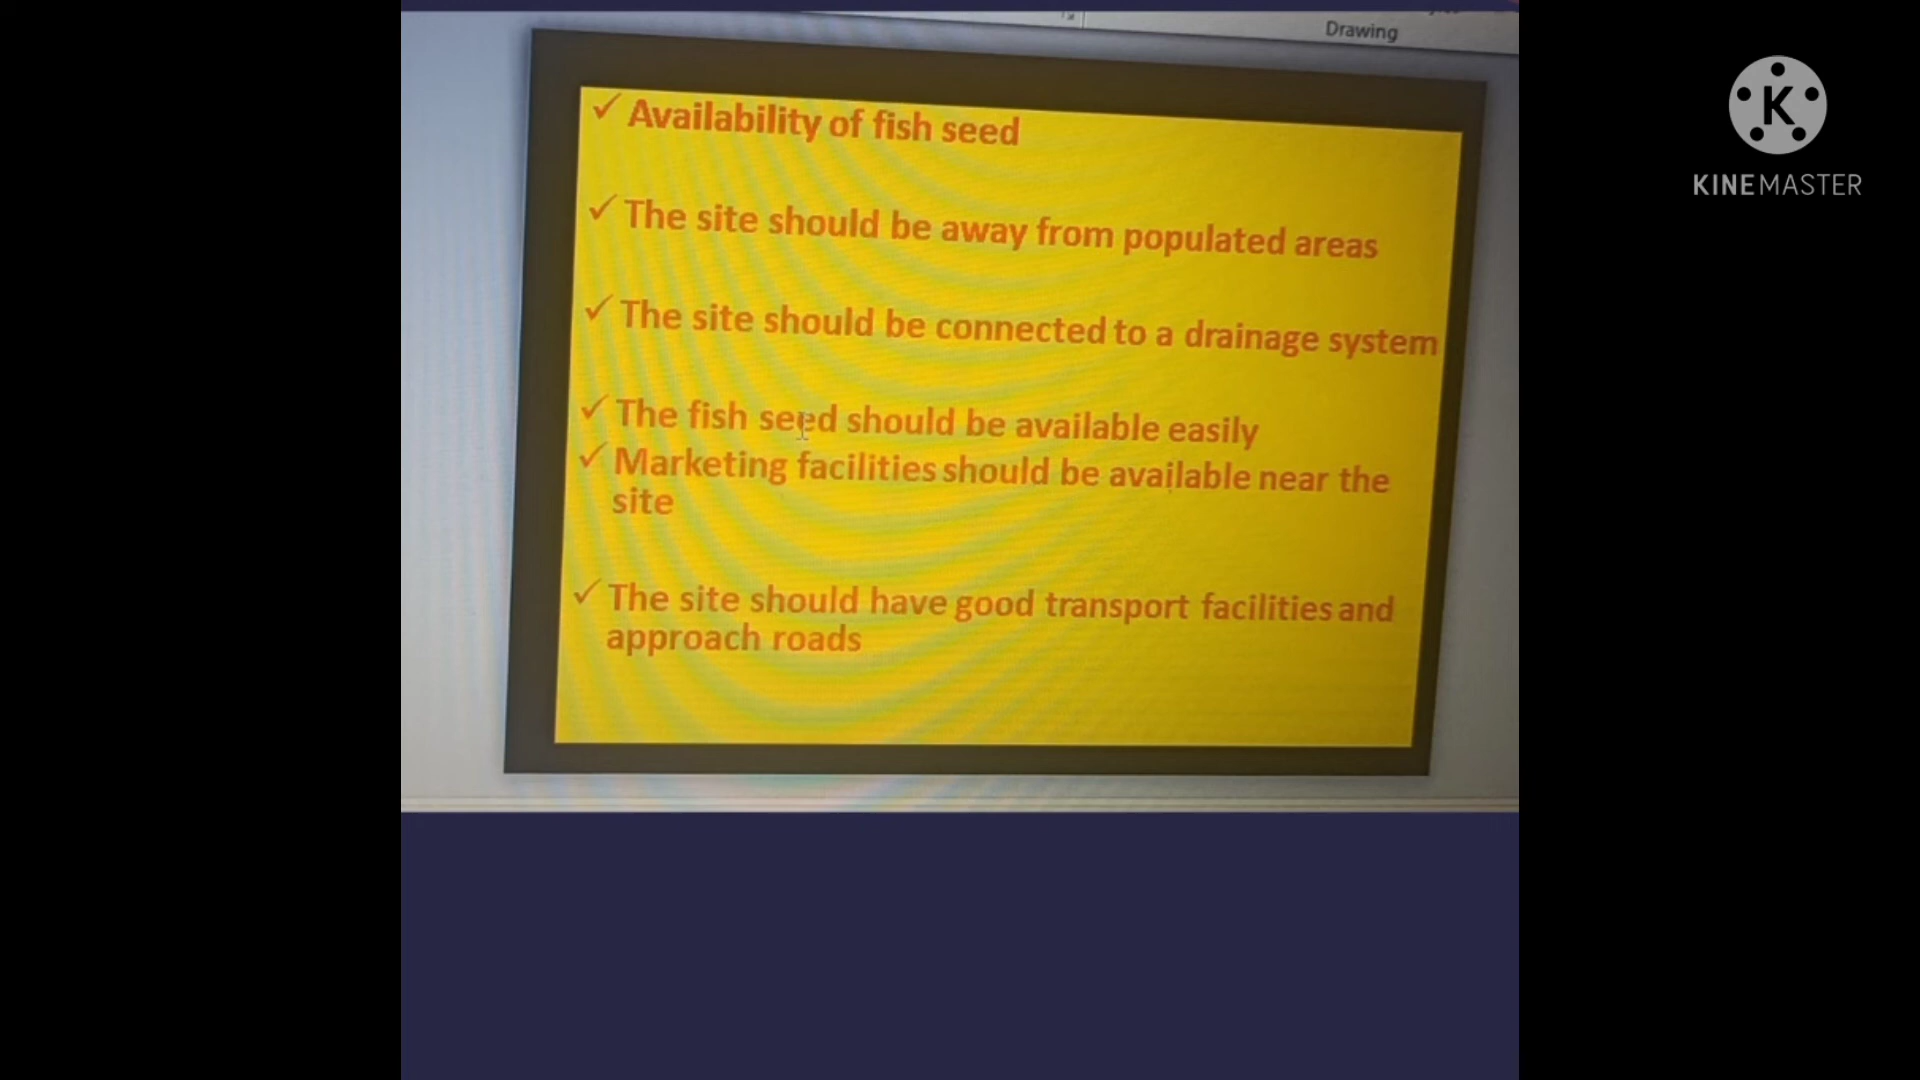 Drawing
✓ Availability of fish seed
✓ The site should be away from populated areas
✓ The site should be connected to a drainage system
✓ The fish seed should be available easily
✓ Marketing facilities should be available near the
site
✓ The site should have good transport facilities and
approach roads
K
KINEMASTER